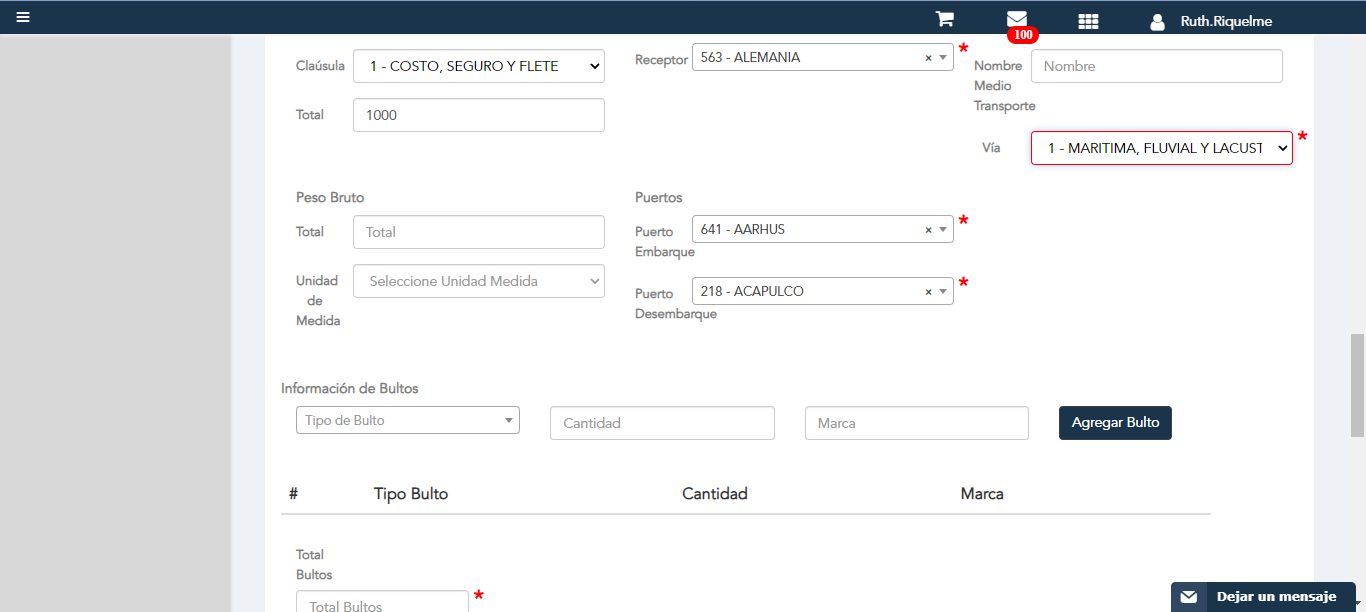 Ruth.Riquelme
100
Claúsula
1 - COSTO, SEGURO Y FLETE
Receptor
563 - ALEMANIA
×
*
Nombre Medio Transporte
Nombre
Total
1000
Vía
1 - MARITIMA, FLUVIAL Y LACUST
*
Peso Bruto
Puertos
Total
Total
Puerto Embarque
641 - AARHUS
×
*
Unidad de Medida
Seleccione Unidad Medida
Puerto Desembarque
218 - ACAPULCO
×
*
Información de Bultos
Tipo de Bulto
Cantidad
Marca
Agregar Bulto
# Tipo Bulto Cantidad Marca
Total
Bultos
Total Bultos
*
Dejar un mensaje